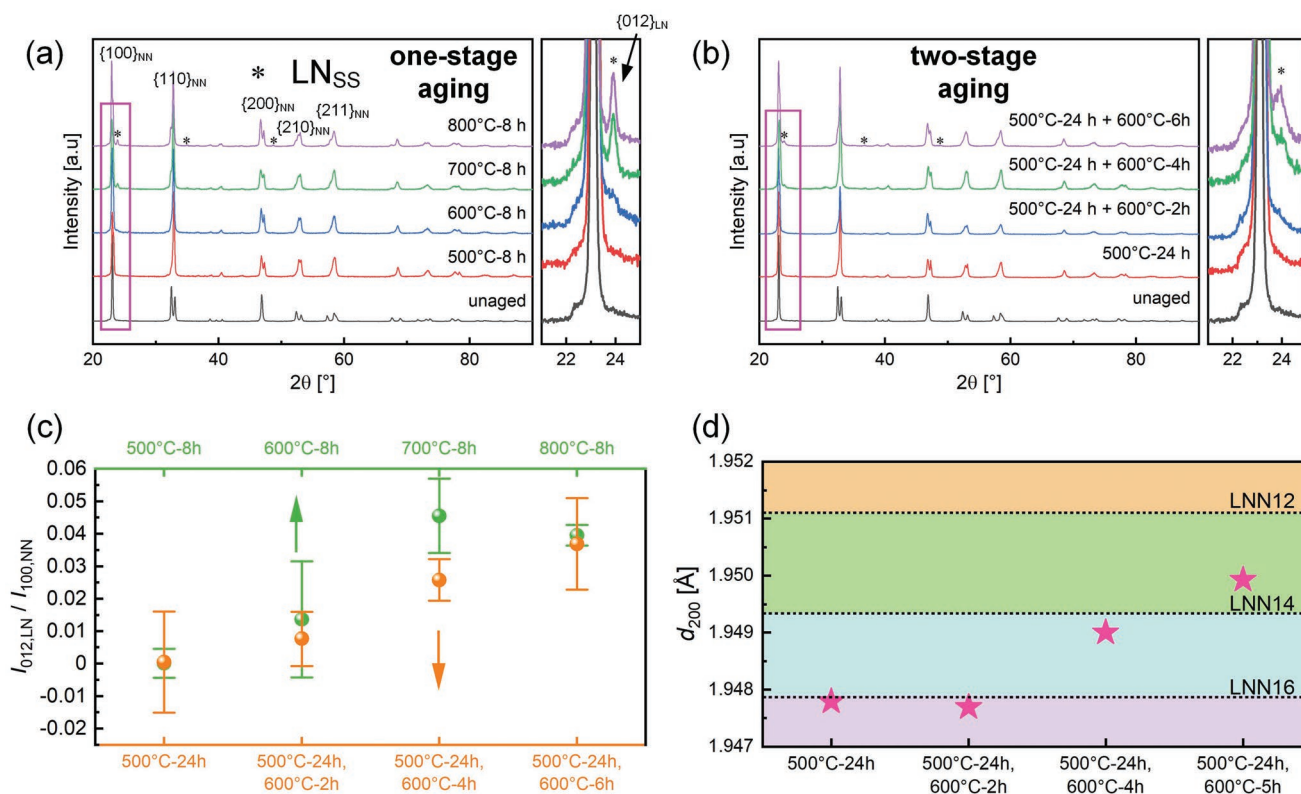 (a)
{100}NN
{110}NN
* LNSS
one-stage
aging
{200}NN
{210}NN
{211}NN
800°C-8 h
700°C-8 h
600°C-8 h
500°C-8 h
unaged
*
*
*
Intensity [a.u]
20 40 60 80
2θ [°]
{012}LN
*
22 24
(b)
two-stage
aging
500°C-24 h + 600°C-6h
500°C-24 h + 600°C-4h
500°C-24 h + 600°C-2h
500°C-24 h
unaged
*
*
*
Intensity [a.u]
20 40 60 80
2θ [°]
*
22 24
(c)
500°C-8h 600°C-8h 700°C-8h 800°C-8h
0.06
0.05
0.04
0.03
0.02
0.01
0
-0.01
-0.02
I012,LN / I100,NN
500°C-24h 500°C-24h, 500°C-24h, 500°C-24h,
600°C-2h 600°C-4h 600°C-6h
(d)
1.952
1.951
1.950
1.949
1.948
1.947
d200 [Å]
LNN12
LNN14
LNN16
500°C-24h 500°C-24h, 500°C-24h, 500°C-24h,
600°C-2h 600°C-4h 600°C-5h